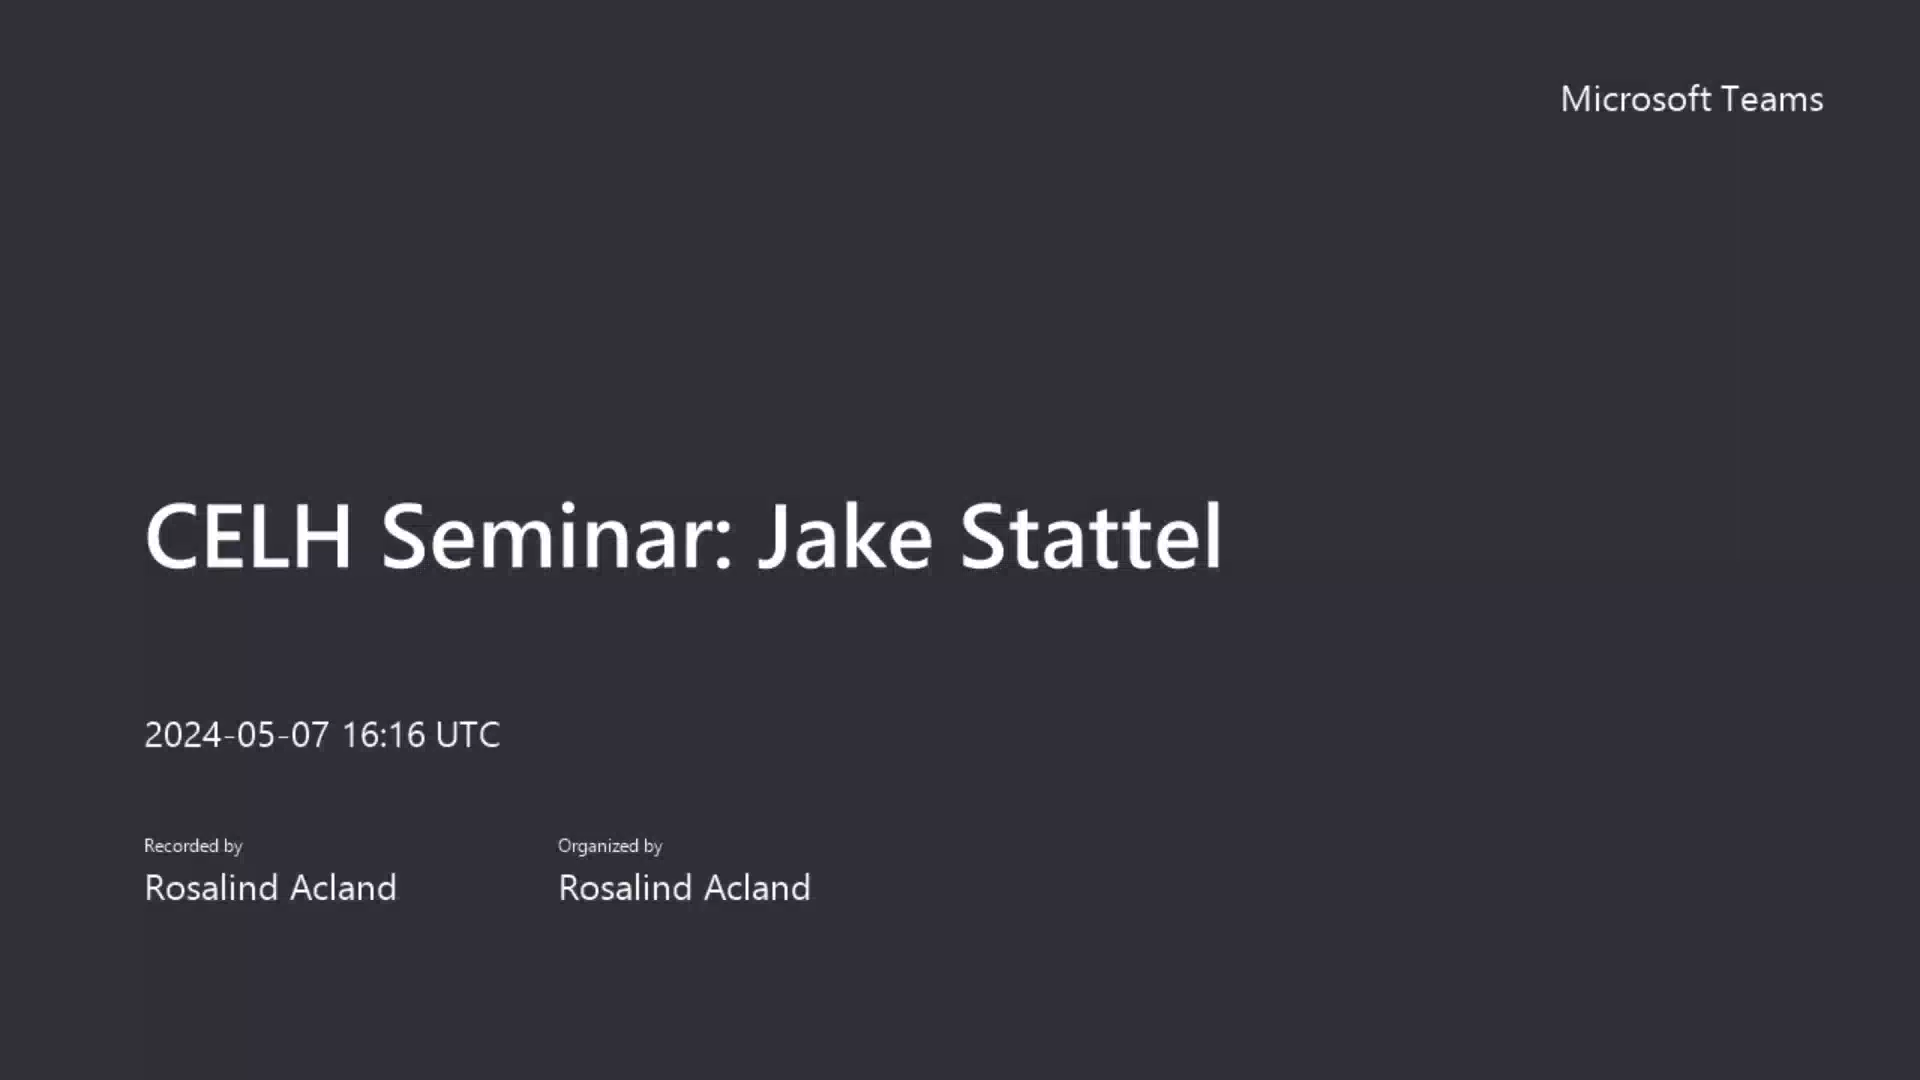 Microsoft Teams
CELH Seminar: Jake Stattel
2024-05-07 16:16 UTC
Recorded by
Rosalind Acland
Organized by
Rosalind Acland